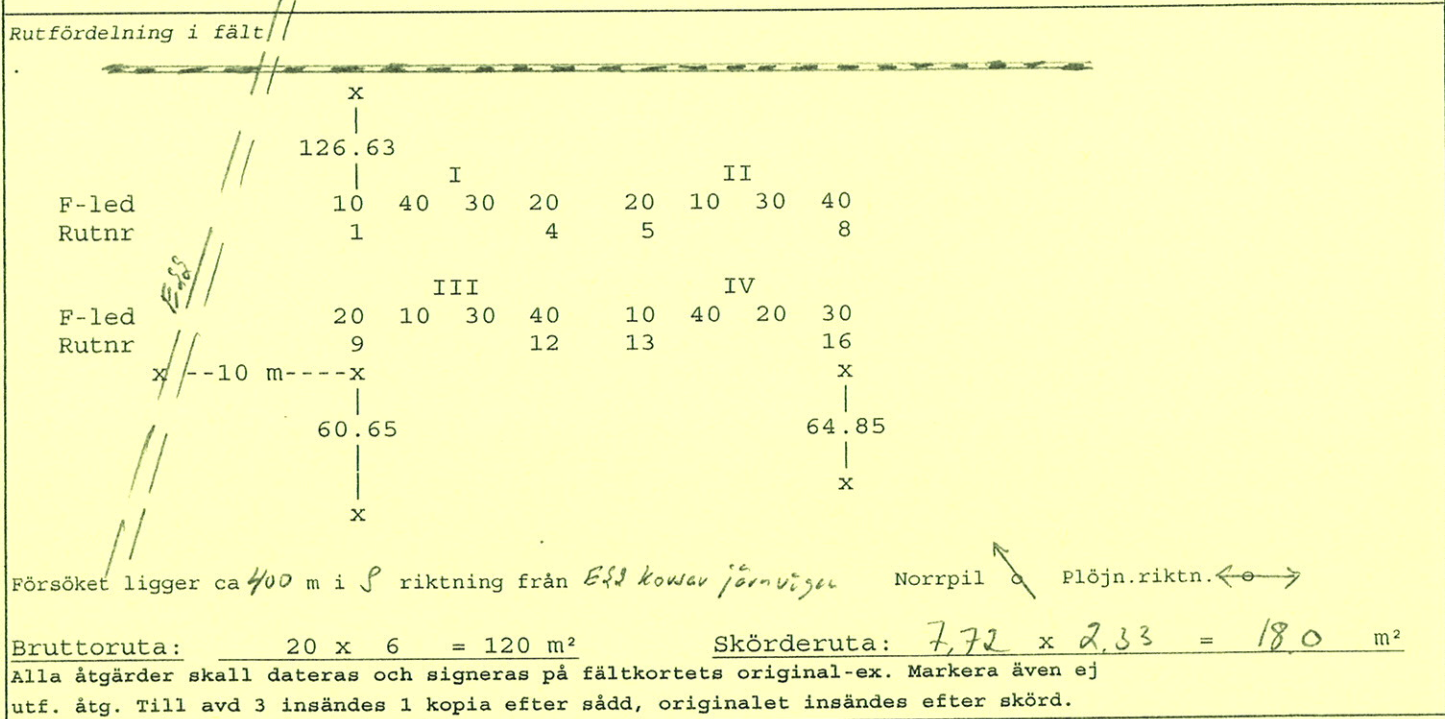 Rutfördelning i fält
x
|
126.63
| I II
F-led 10 40 30 20 20 10 30 40
Rutnr 1 4 5 8
III IV
F-led 20 10 30 40 10 40 20 30
Rutnr 9 12 13 16
x --10 m----x x
| |
60.65 64.85
| |
| x
x
Försöket ligger ca 400 m i S riktning från korsar järnvägen Norrpil Plöjn.riktn.
Bruttoruta: 20 x 6 = 120 m² Skörderuta: 7,72 x 2,33 = 18.0 m²
Alla åtgärder skall dateras och signeras på fältkortets original-ex. Markera även ej
utf. åtg. Till avd 3 insändes 1 kopia efter sådd, originalet insändes efter skörd.